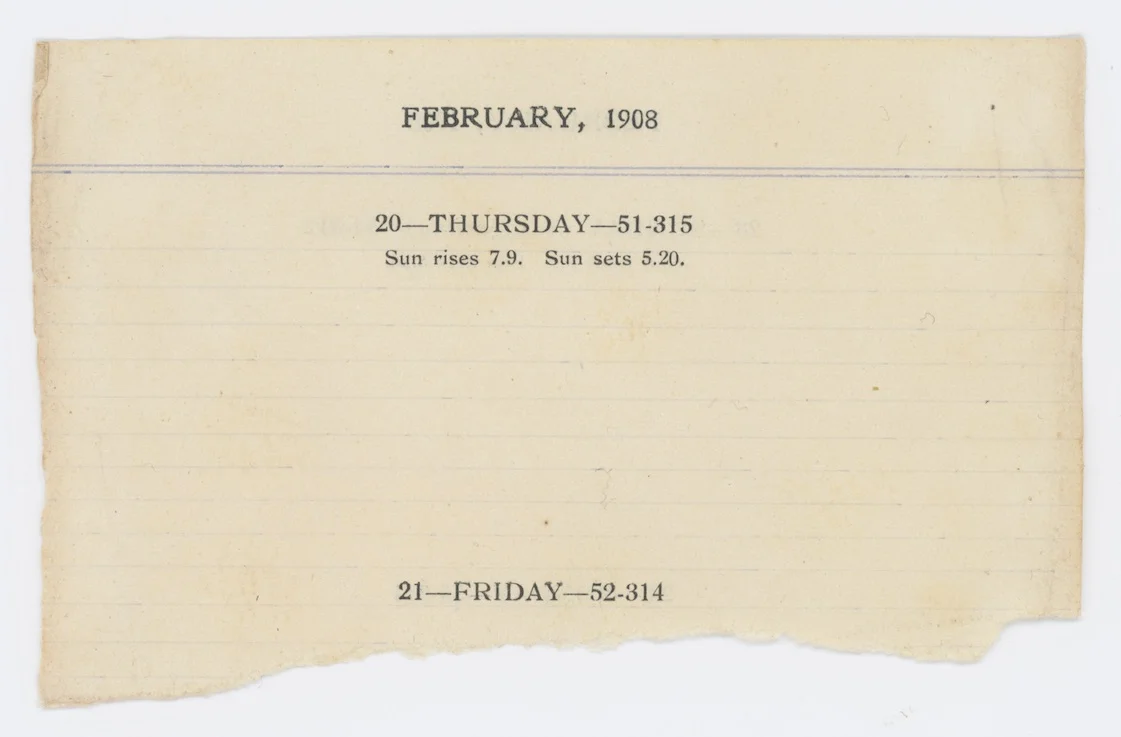 FEBRUARY, 1908
20—THURSDAY—51-315
Sun rises 7.9. Sun sets 5.20.
21—FRIDAY—52-314